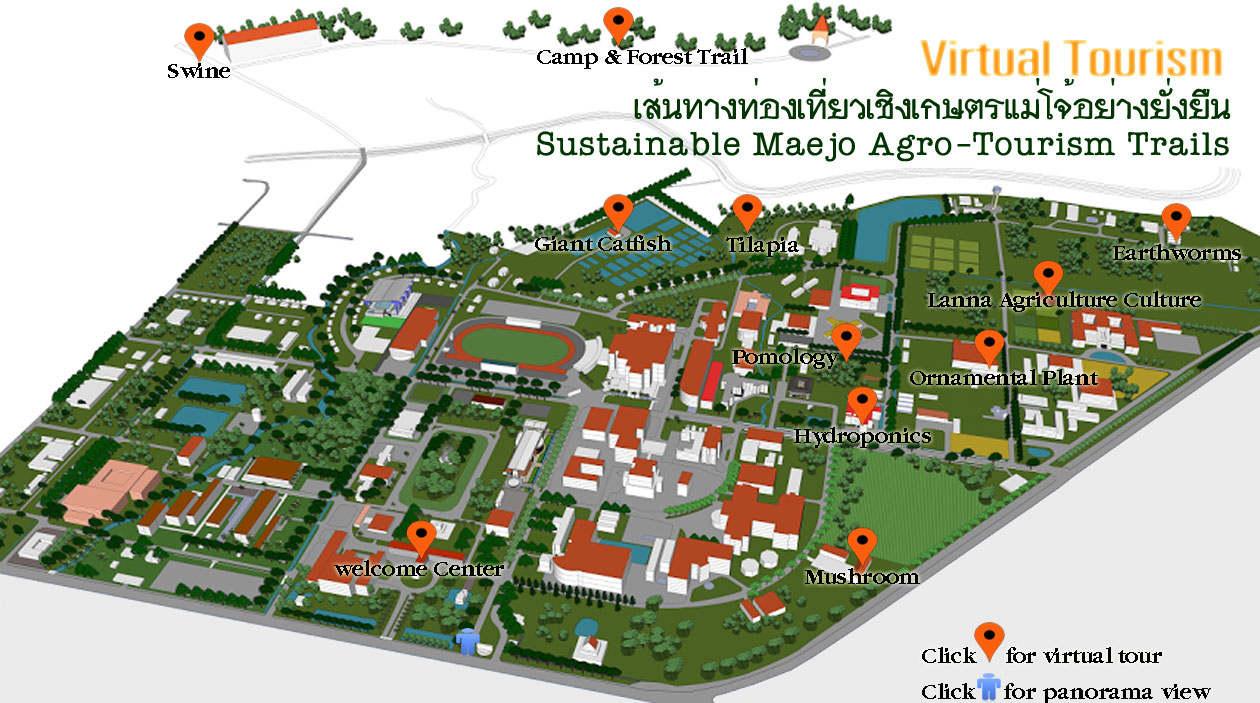 Swine
Camp & Forest Trail
Virtual Tourism
เส้นทางท่องเที่ยวเชิงเกษตรแม่โจ้อย่างยั่งยืน
Sustainable Maejo Agro-Tourism Trails
Giant Catfish
Tilapia
Earthworms
Lanna Agriculture Culture
Pomology
Ornamental Plant
Hydroponics
welcome Center
Mushroom
Click for virtual tour
Click for panorama view